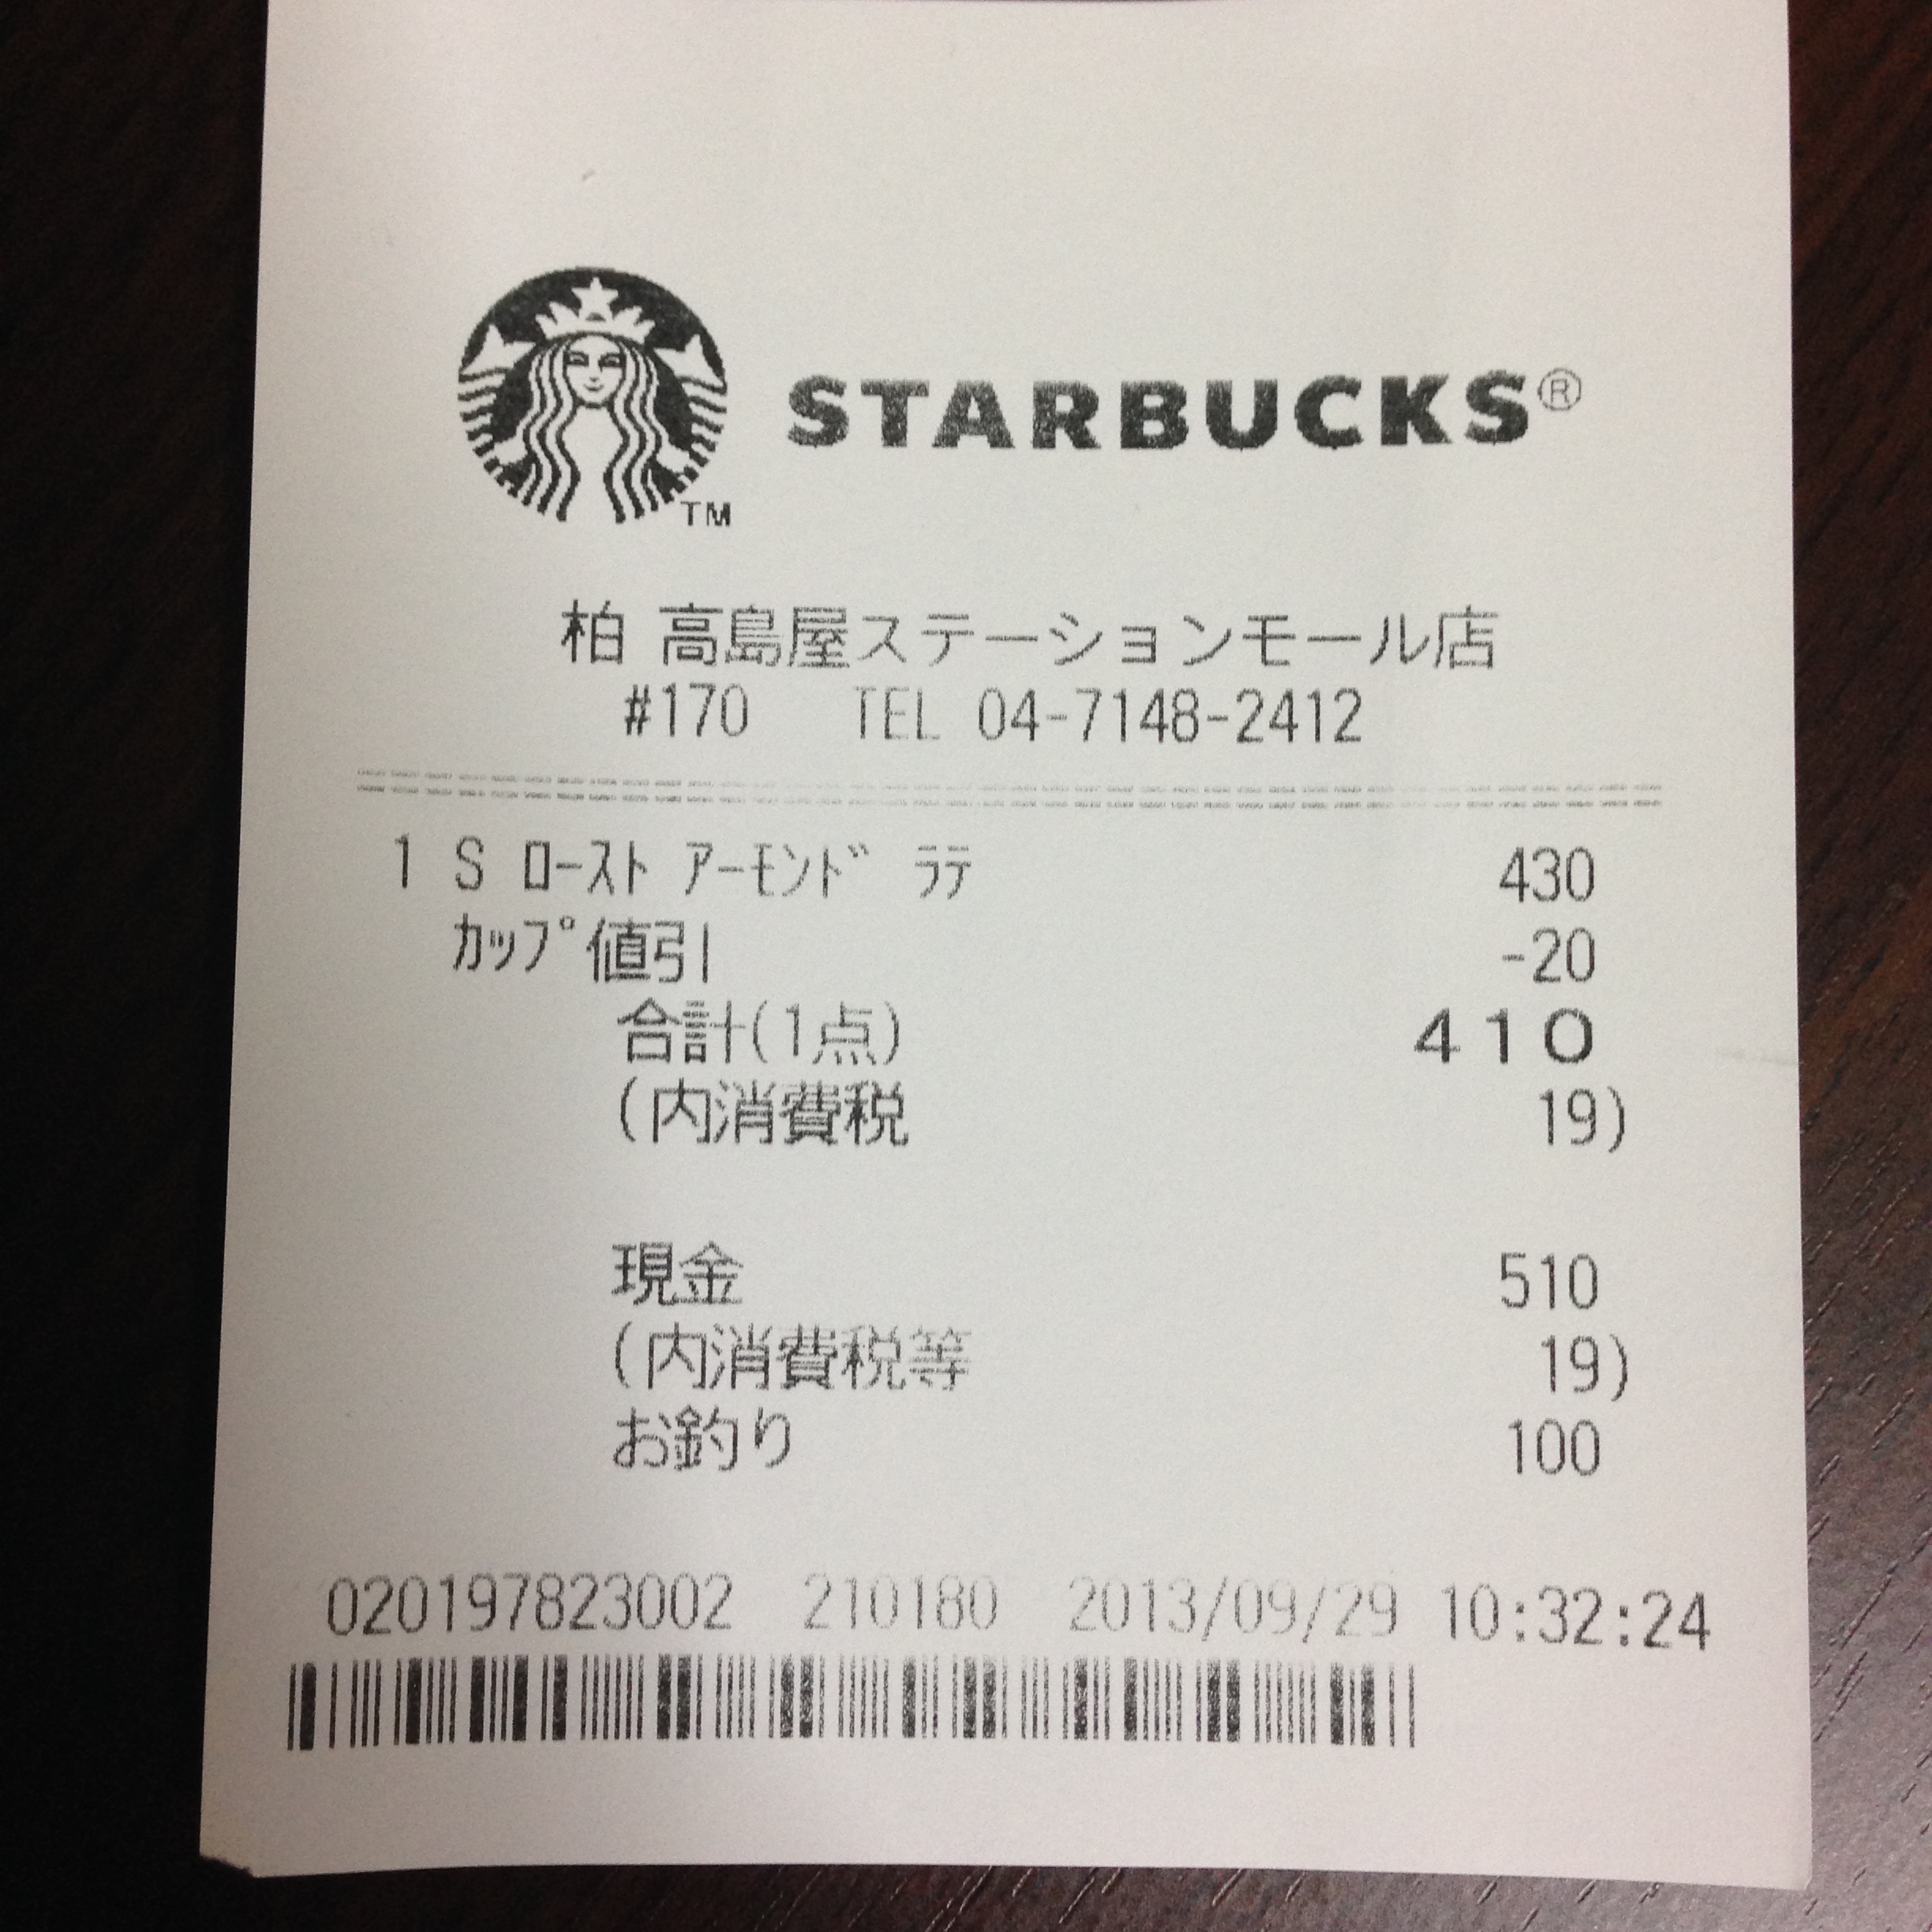 STARBUCKS®
TM
柏 高島屋ステーションモール店
#170 TEL 04-7148-2412
1 S ﾛｰｽﾄ ｱｰﾓﾝﾄﾞ ﾗﾃ 430
ｶｯﾌﾟ値引 -20
合計(1点) 410
(内消費税 19)
現金 510
(内消費税等 19)
お釣り 100
020197823002 210180 2013/09/29 10:32:24